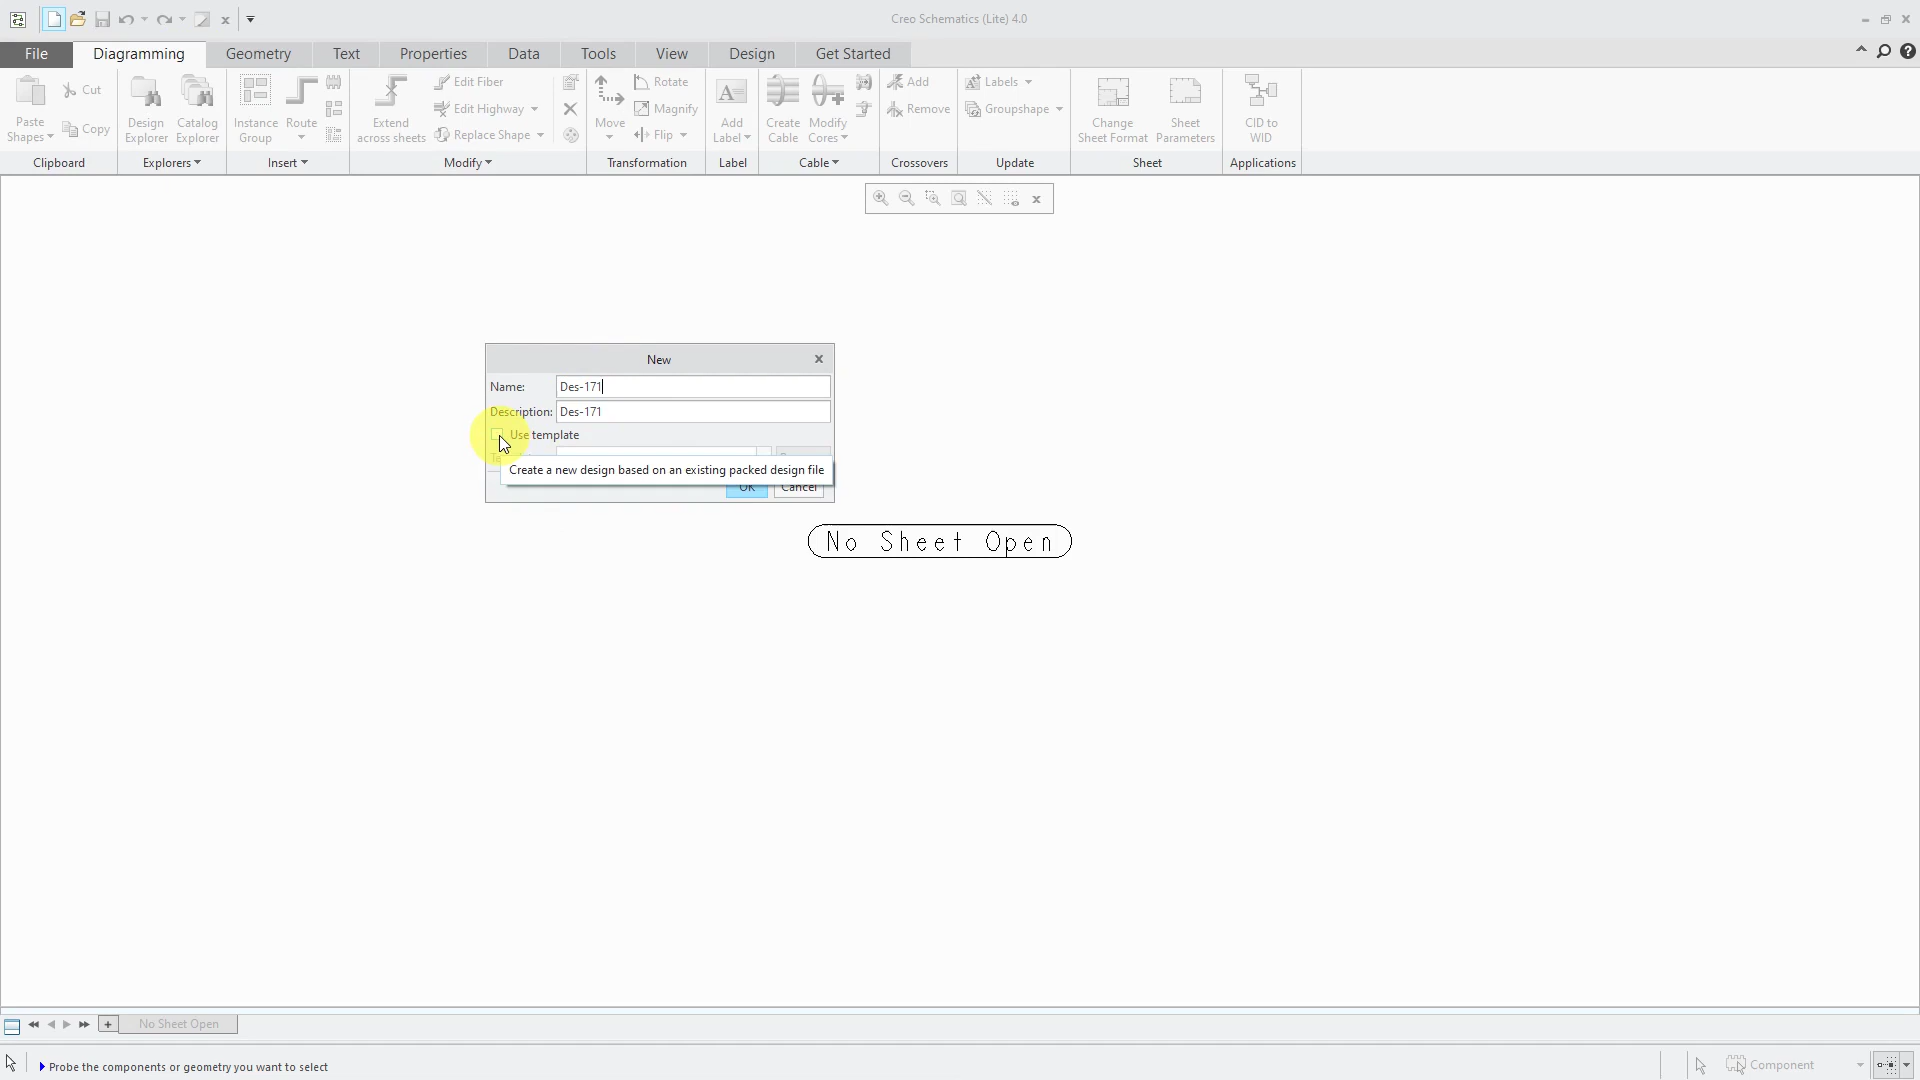 Creo Schematics (Lite) 4.0
File Diagramming Geometry Text Properties Data Tools View Design Get Started
Paste Shapes
Cut
Copy
Clipboard
Design Explorer
Catalog Explorer
Explorers
Instance Group
Route
Insert
Extend across sheets
Edit Fiber
Edit Highway
Replace Shape
Modify
Move
Rotate
Magnify
Flip
Transformation
Add Label
Label
Create Cable
Modify Cores
Cable
Add
Remove
Crossovers
Labels
Groupshape
Update
Change Sheet Format
Sheet Parameters
Sheet
CID to WID
Applications
New
Name: Des-171
Description: Des-171
Use template
Create a new design based on an existing packed design file
OK Cancel
No Sheet Open
No Sheet Open
Probe the components or geometry you want to select
Component